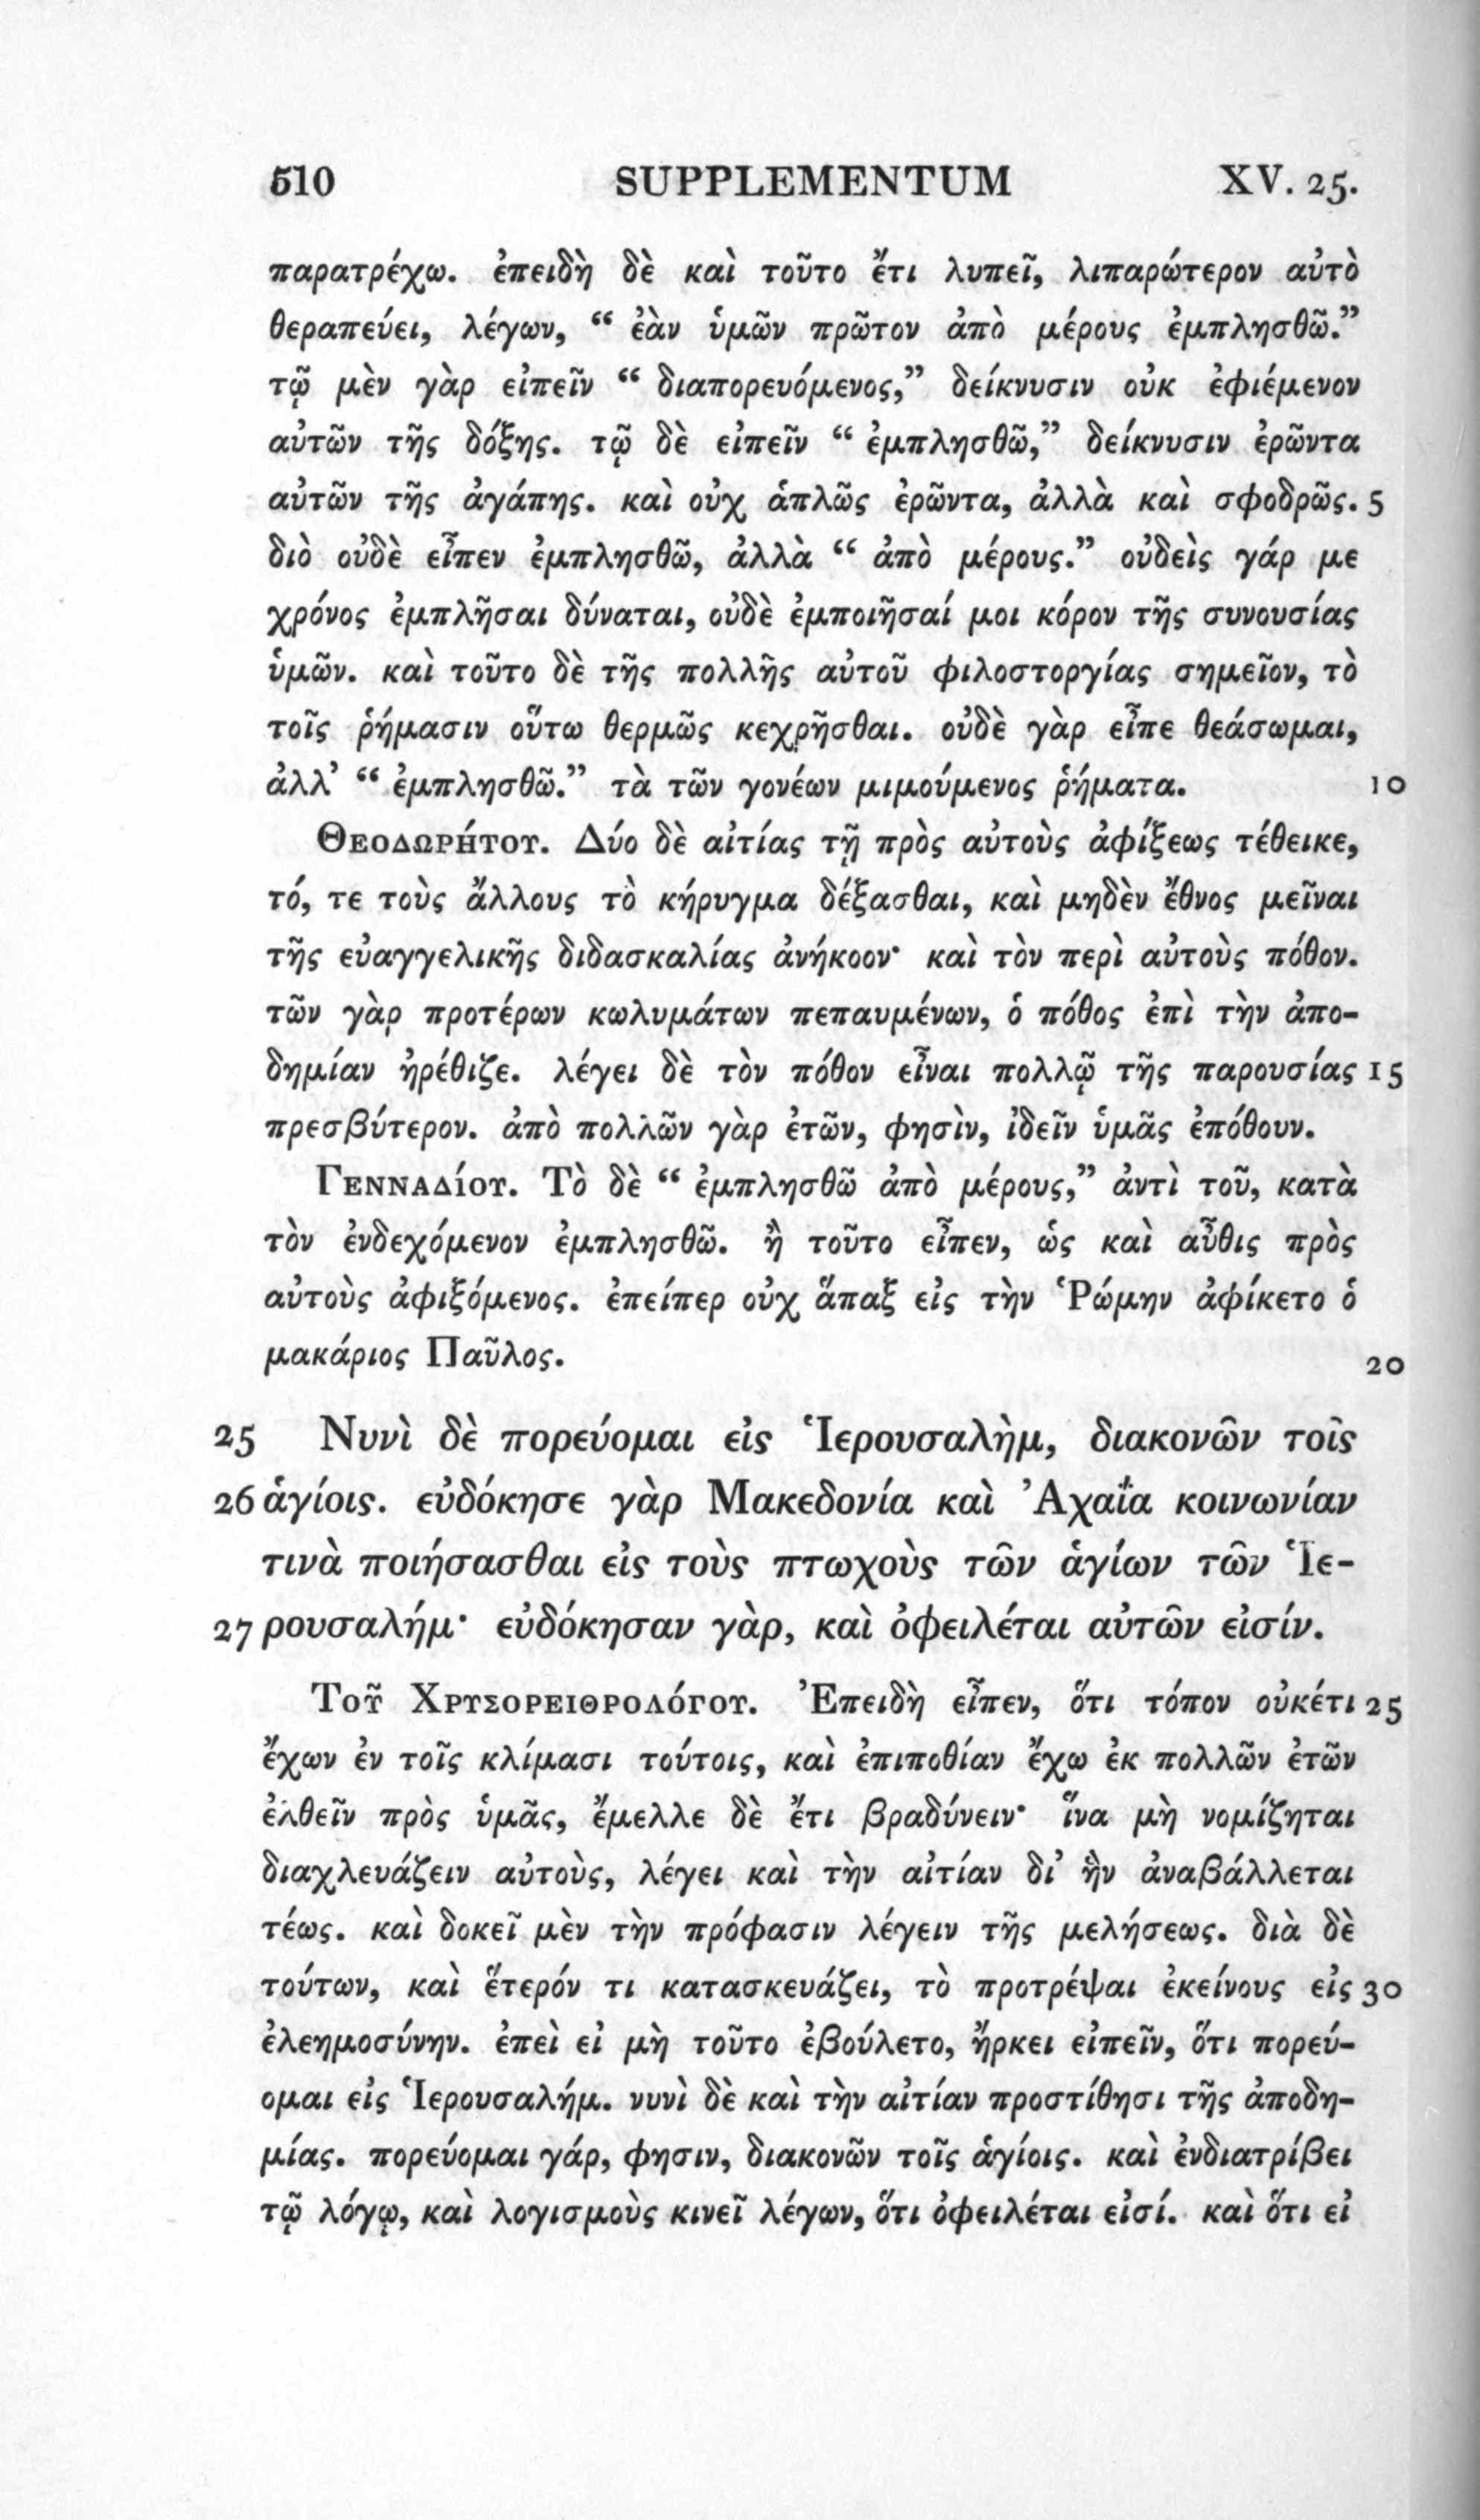 510 SUPPLEMENTUM XV. 25.
παρατρέχω. ἐπειδὴ δὲ καὶ τοῦτο ἔτι λυπεῖ, λιπαρώτερον αὐτὸ
θεραπεύει, λέγων, “ ἐὰν ὑμῶν πρῶτον ἀπὸ μέρους ἐμπλησθῶ.”
τῷ μὲν γὰρ εἰπεῖν “ διαπορευόμενος,” δείκνυσιν οὐκ ἐφιέμενον
αὐτῶν τῆς δόξης. τῷ δὲ εἰπεῖν “ ἐμπλησθῶ,” δείκνυσιν ἐρῶντα
αὐτῶν τῆς ἀγάπης. καὶ οὐχ ἁπλῶς ἐρῶντα, ἀλλὰ καὶ σφοδρῶς. 5
διὸ οὐδὲ εἶπεν ἐμπλησθῶ, ἀλλὰ “ ἀπὸ μέρους.” οὐδεὶς γάρ με
χρόνος ἐμπλῆσαι δύναται, οὐδὲ ἐμποιῆσαί μοι κόρον τῆς συνουσίας
ὑμῶν. καὶ τοῦτο δὲ τῆς πολλῆς αὐτοῦ φιλοστοργίας σημεῖον, τὸ
τοῖς ῥήμασιν οὕτω θερμῶς κεχρῆσθαι. οὐδὲ γὰρ εἶπε θεάσωμαι,
ἀλλ’ “ ἐμπλησθῶ.” τὰ τῶν γονέων μιμούμενος ῥήματα. 10
Θεοδωρήτου. Δύο δὲ αἰτίας τῇ πρὸς αὐτοὺς ἀφίξεως τέθεικε,
τό, τε τοὺς ἄλλους τὸ κήρυγμα δέξασθαι, καὶ μηδὲν ἔθνος μεῖναι
τῆς εὐαγγελικῆς διδασκαλίας ἀνήκοον· καὶ τὸν περὶ αὐτοὺς πόθον.
τῶν γὰρ προτέρων κωλυμάτων πεπαυμένων, ὁ πόθος ἐπὶ τὴν ἀπο-
δημίαν ἠρέθιζε. λέγει δὲ τὸν πόθον εἶναι πολλῷ τῆς παρουσίας 15
πρεσβύτερον. ἀπὸ πολλῶν γὰρ ἐτῶν, φησὶν, ἰδεῖν ὑμᾶς ἐπόθουν.
Γενναδίου. Τὸ δὲ “ ἐμπλησθῶ ἀπὸ μέρους,” ἀντὶ τοῦ, κατὰ
τὸν ἐνδεχόμενον ἐμπλησθῶ. ἢ τοῦτο εἶπεν, ὡς καὶ αὖθις πρὸς
αὐτοὺς ἀφιξόμενος. ἐπείπερ οὐχ ἅπαξ εἰς τὴν Ῥώμην ἀφίκετο ὁ
μακάριος Παῦλος. 20
25 Νυνὶ δὲ πορεύομαι εἰς Ἱερουσαλὴμ, διακονῶν τοῖς
26 ἁγίοις. εὐδόκησε γὰρ Μακεδονία καὶ Ἀχαΐα κοινωνίαν
τινὰ ποιήσασθαι εἰς τοὺς πτωχοὺς τῶν ἁγίων τῶν Ἱε-
27 ρουσαλήμ· εὐδόκησαν γὰρ, καὶ ὀφειλέται αὐτῶν εἰσίν.
Τοῦ Χρυσορειθρολόγου. Ἐπειδὴ εἶπεν, ὅτι τόπον οὐκέτι 25
ἔχων ἐν τοῖς κλίμασι τούτοις, καὶ ἐπιποθίαν ἔχω ἐκ πολλῶν ἐτῶν
ἐλθεῖν πρὸς ὑμᾶς, ἔμελλε δὲ ἔτι βραδύνειν· ἵνα μὴ νομίζηται
διαχλευάζειν αὐτοὺς, λέγει καὶ τὴν αἰτίαν δι’ ἣν ἀναβάλλεται
τέως. καὶ δοκεῖ μὲν τὴν πρόφασιν λέγειν τῆς μελήσεως. διὰ δὲ
τούτων, καὶ ἕτερόν τι κατασκευάζει, τὸ προτρέψαι ἐκείνους εἰς 30
ἐλεημοσύνην. ἐπεὶ εἰ μὴ τοῦτο ἐβούλετο, ἤρκει εἰπεῖν, ὅτι πορεύ-
ομαι εἰς Ἱερουσαλήμ. νυνὶ δὲ καὶ τὴν αἰτίαν προστίθησι τῆς ἀποδη-
μίας. πορεύομαι γάρ, φησιν, διακονῶν τοῖς ἁγίοις. καὶ ἐνδιατρίβει
τῷ λόγῳ, καὶ λογισμοὺς κινεῖ λέγων, ὅτι ὀφειλέται εἰσί. καὶ ὅτι εἰ